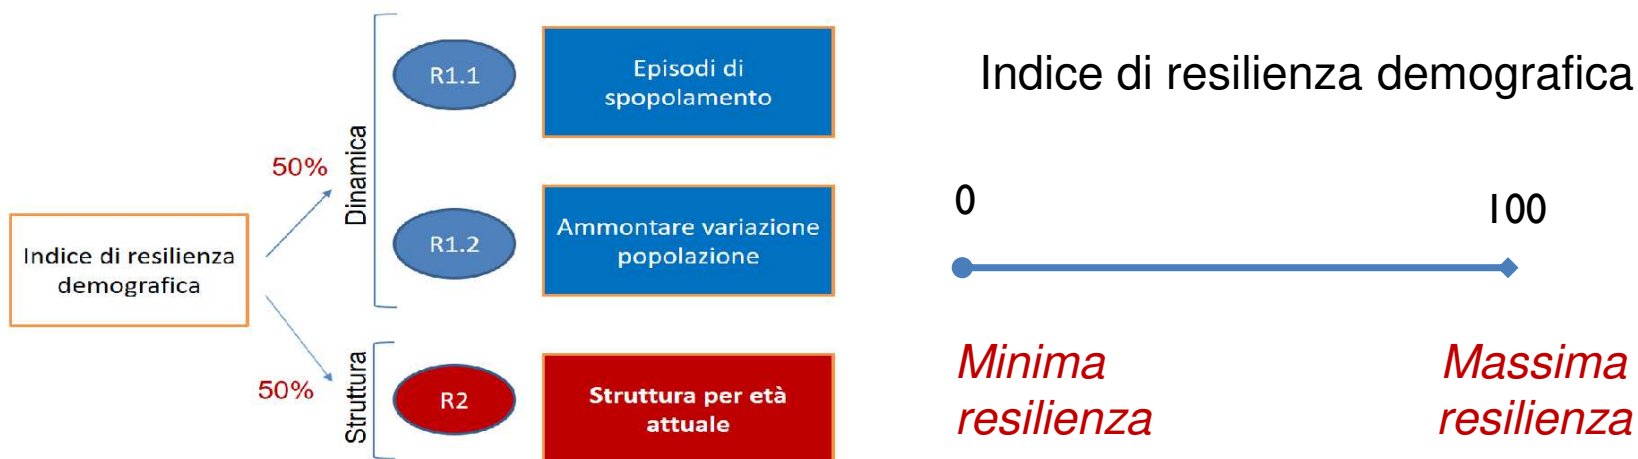 Indice di resilienza
demografica
50%
50%
Dinamica
Struttura
R1.1
Episodi di
spopolamento
R1.2
Ammontare variazione
popolazione
R2
Struttura per età
attuale
Indice di resilienza demografica
0
100
Minima
resilienza
Massima
resilienza